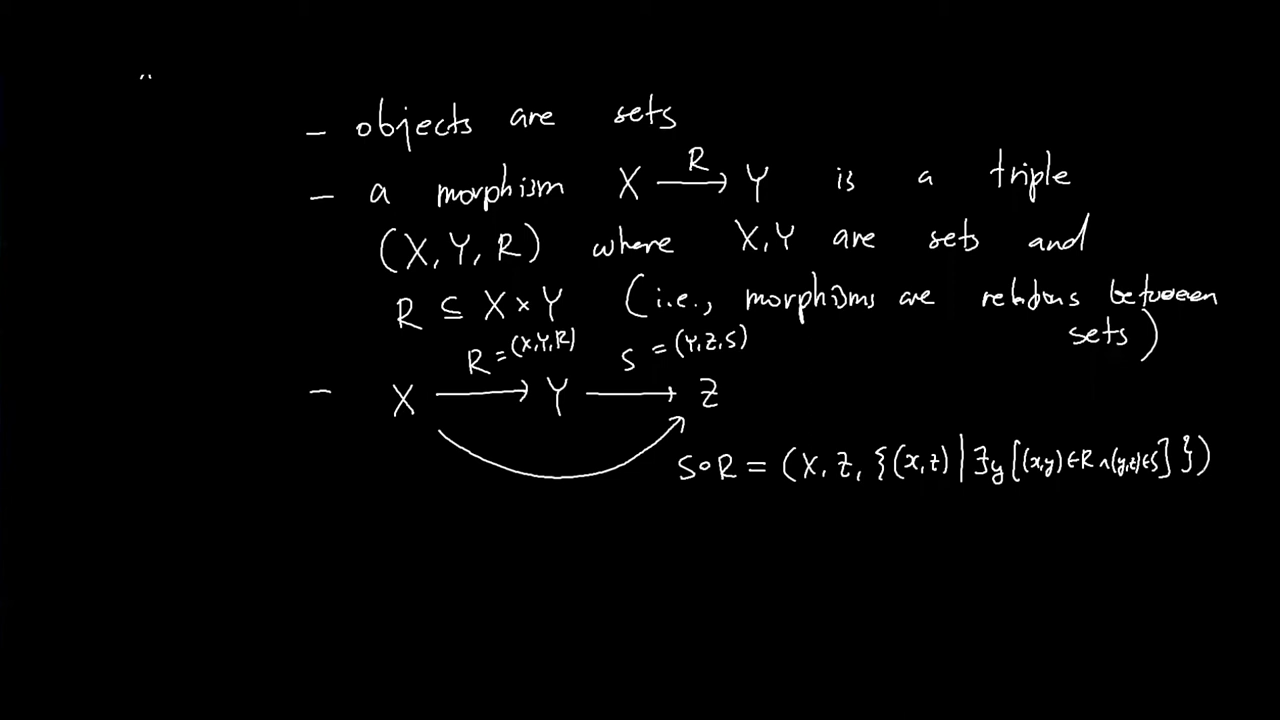 – objects are sets
– a morphism X —R→ Y is a triple
(X, Y, R) where X, Y are sets and
R ⊆ X × Y (i.e., morphisms are relations between
sets)
R = (X, Y, R) S = (Y, Z, S)
– X ⟶ Y ⟶ Z
S∘R = (X, Z, {(x,z) | ∃y [(x,y) ∈ R ∧ (y,z) ∈ S] })